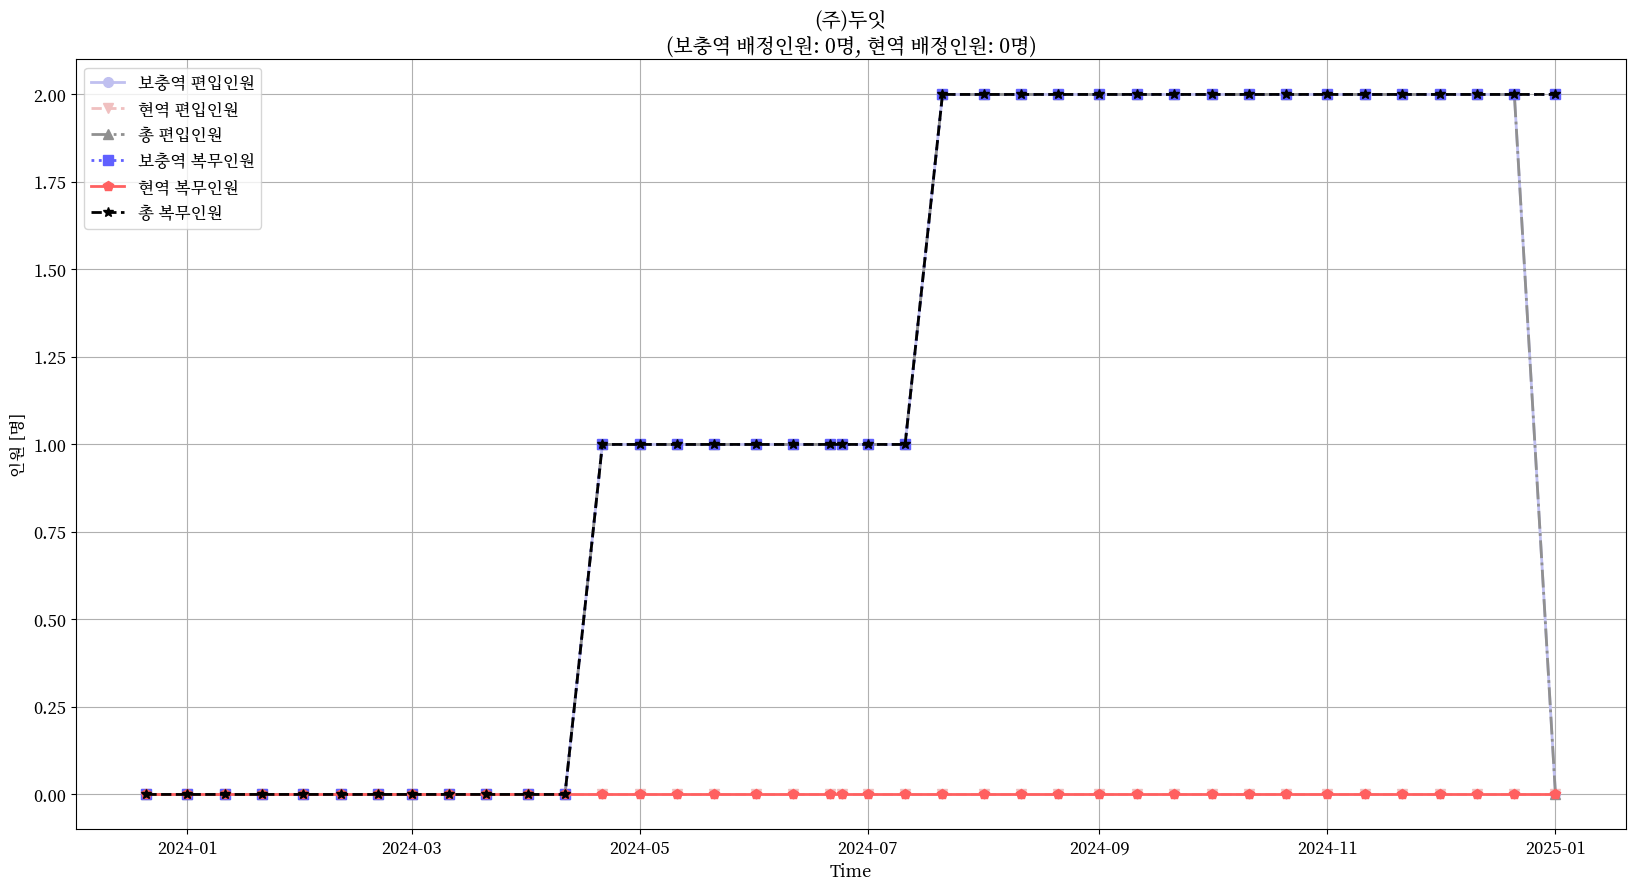 (주)두잇
(보충역 배정인원: 0명, 현역 배정인원: 0명)
보충역 편입인원
현역 편입인원
총 편입인원
보충역 복무인원
현역 복무인원
총 복무인원
2.00
1.75
1.50
1.25
1.00
0.75
0.50
0.25
0.00
인원 [명]
2024-01 2024-03 2024-05 2024-07 2024-09 2024-11 2025-01
Time